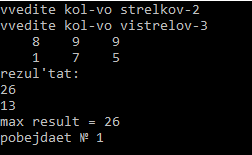 vvedite kol-vo strelkov-2
vvedite kol-vo vistrelov-3
8 9 9
1 7 5
rezul'tat:
26
13
max result = 26
pobejdaet № 1